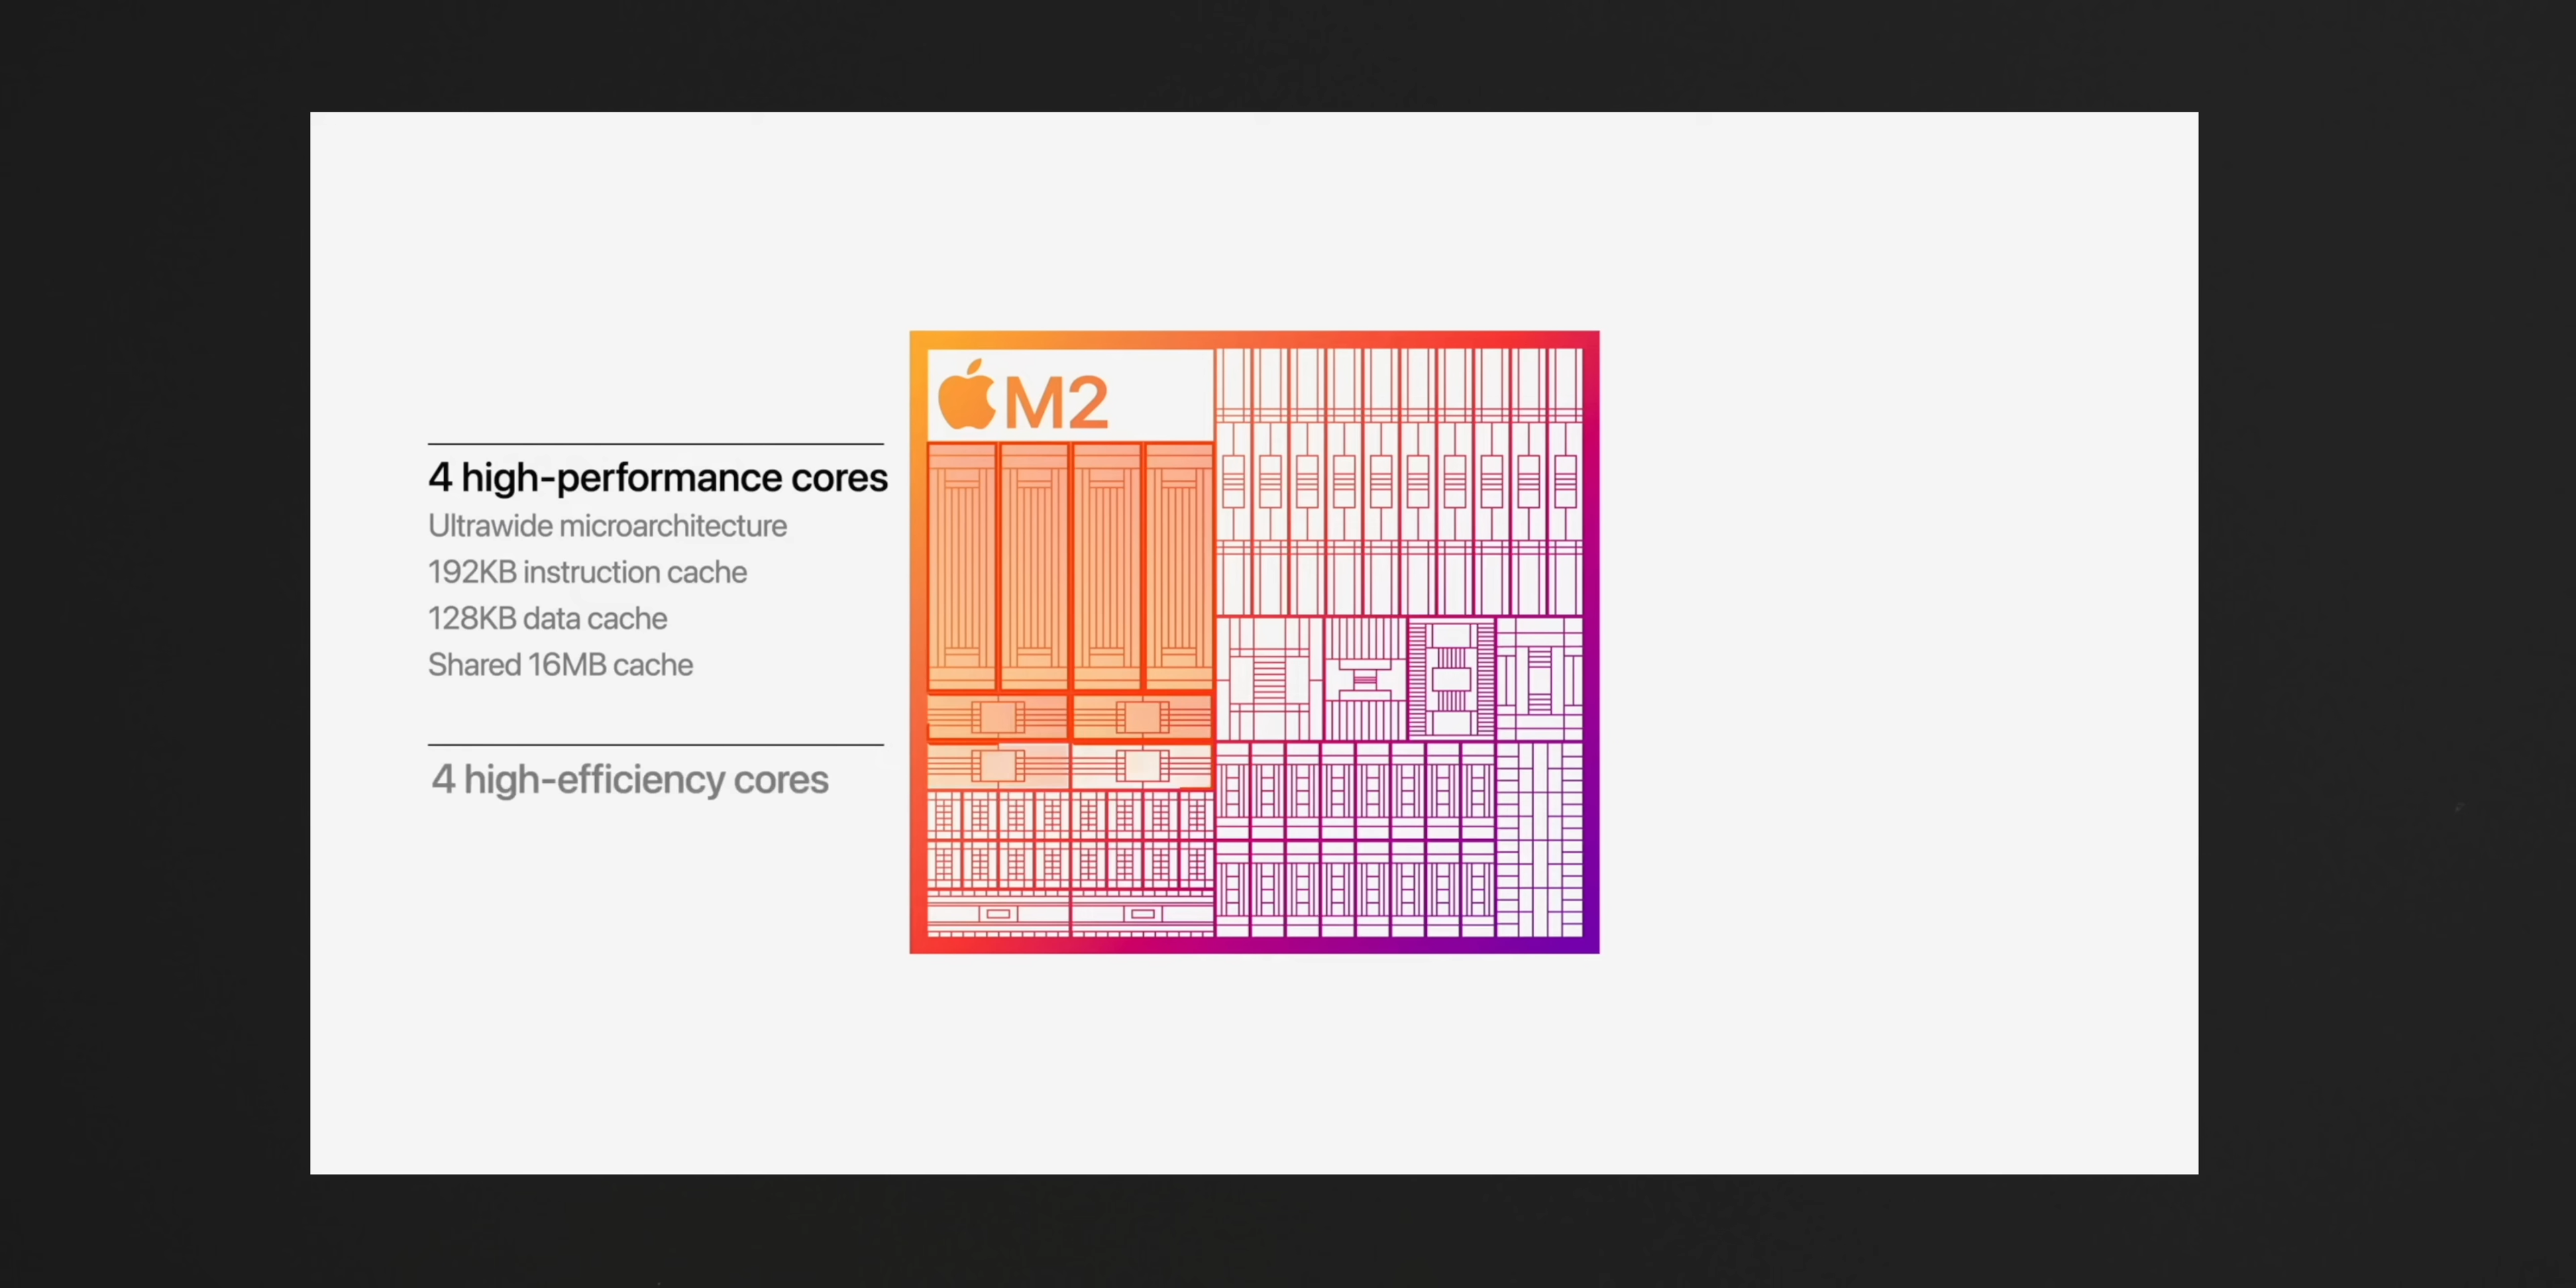 M2
4 high-performance cores
Ultrawide microarchitecture
192KB instruction cache
128KB data cache
Shared 16MB cache
4 high-efficiency cores